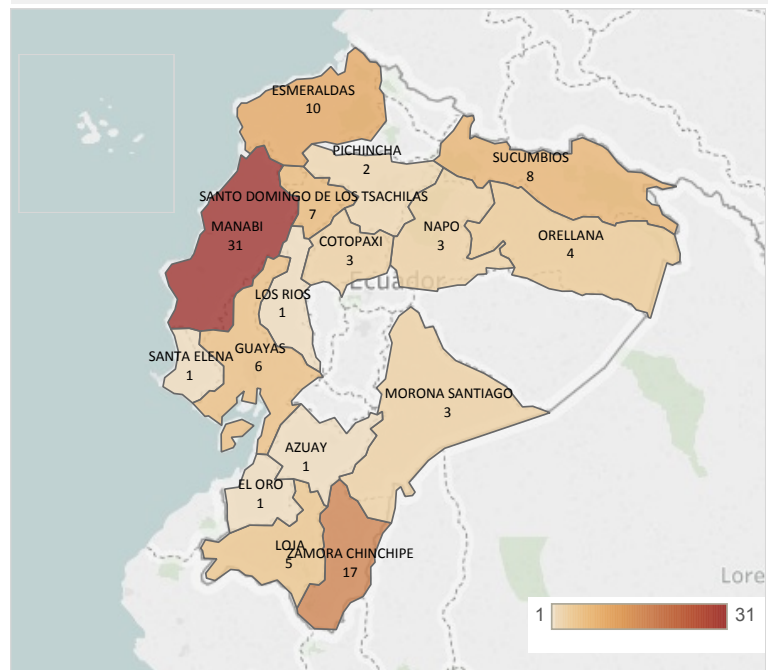 ESMERALDAS
10
PICHINCHA
2
SUCUMBIOS
8
SANTO DOMINGO DE LOS TSACHILAS
7
MANABI
31
COTOPAXI
3
NAPO
3
ORELLANA
4
Ecuador
LOS RIOS
1
SANTA ELENA
1
GUAYAS
6
MORONA SANTIAGO
3
AZUAY
1
EL ORO
1
LOJA
5
ZAMORA CHINCHIPE
17
Lore
1
31